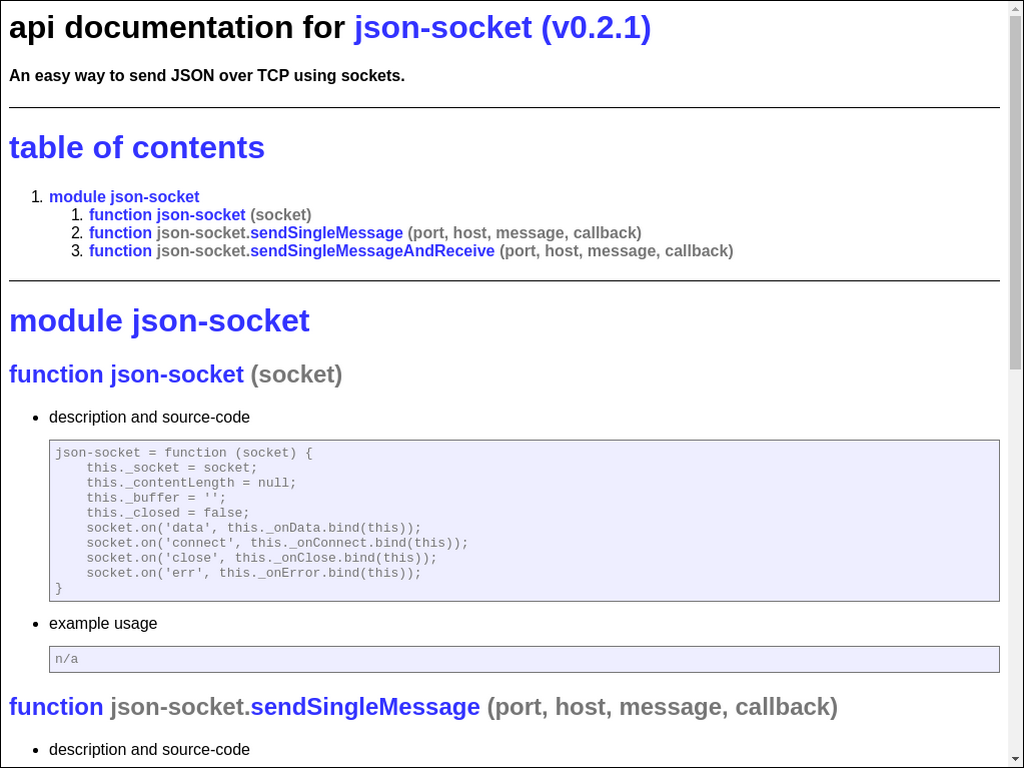 api documentation for json-socket (v0.2.1)
An easy way to send JSON over TCP using sockets.
table of contents
1. module json-socket
1. function json-socket (socket)
2. function json-socket.sendSingleMessage (port, host, message, callback)
3. function json-socket.sendSingleMessageAndReceive (port, host, message, callback)
module json-socket
function json-socket (socket)
• description and source-code
json-socket = function (socket) {
    this._socket = socket;
    this._contentLength = null;
    this._buffer = '';
    this._closed = false;
    socket.on('data', this._onData.bind(this));
    socket.on('connect', this._onConnect.bind(this));
    socket.on('close', this._onClose.bind(this));
    socket.on('err', this._onError.bind(this));
}
• example usage
n/a
function json-socket.sendSingleMessage (port, host, message, callback)
• description and source-code